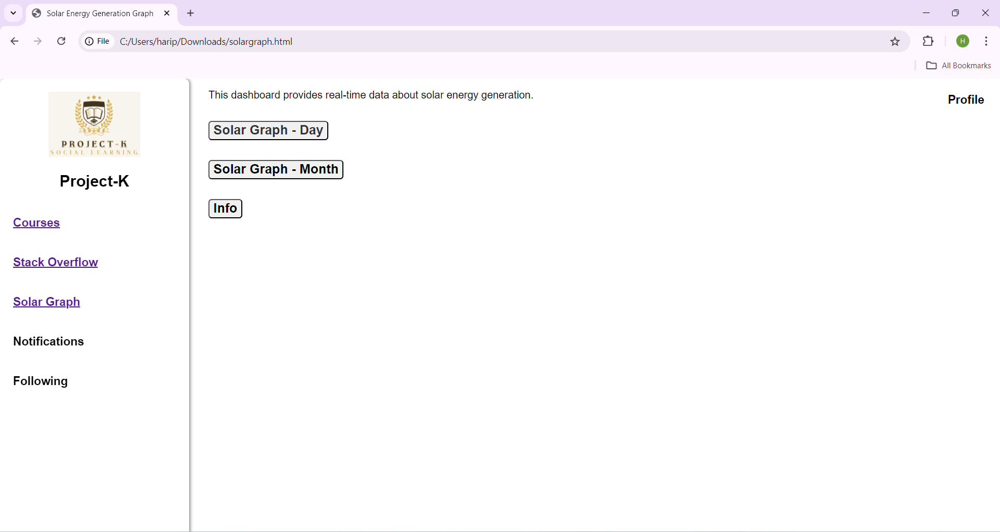 Solar Energy Generation Graph
File
C:/Users/harip/Downloads/solargraph.html
H
All Bookmarks
PROJECT-K
SOCIAL LEARNING
Project-K
Courses
Stack Overflow
Solar Graph
Notifications
Following
This dashboard provides real-time data about solar energy generation.
Profile
Solar Graph - Day
Solar Graph - Month
Info